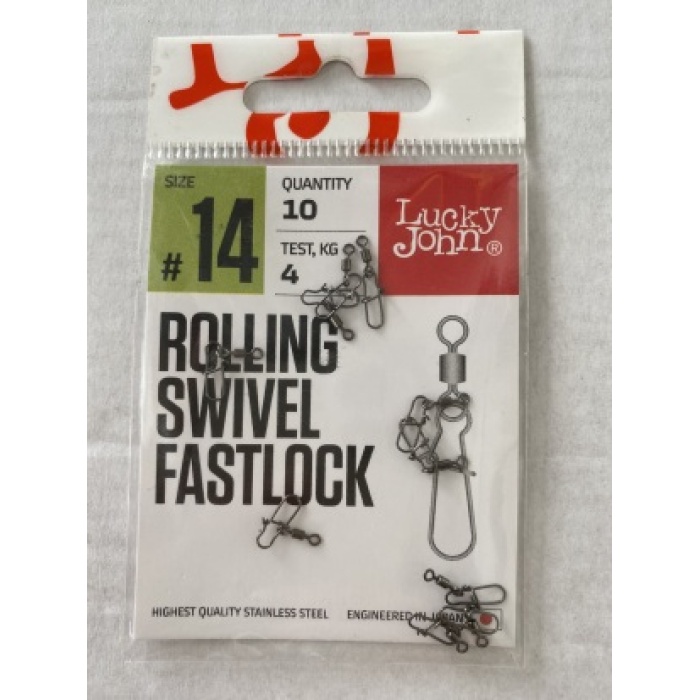 SIZE
#14
QUANTITY
10
TEST, KG
4
Lucky
John®
ROLLING
SWIVEL
FASTLOCK
HIGHEST QUALITY STAINLESS STEEL
ENGINEERED IN JAPAN